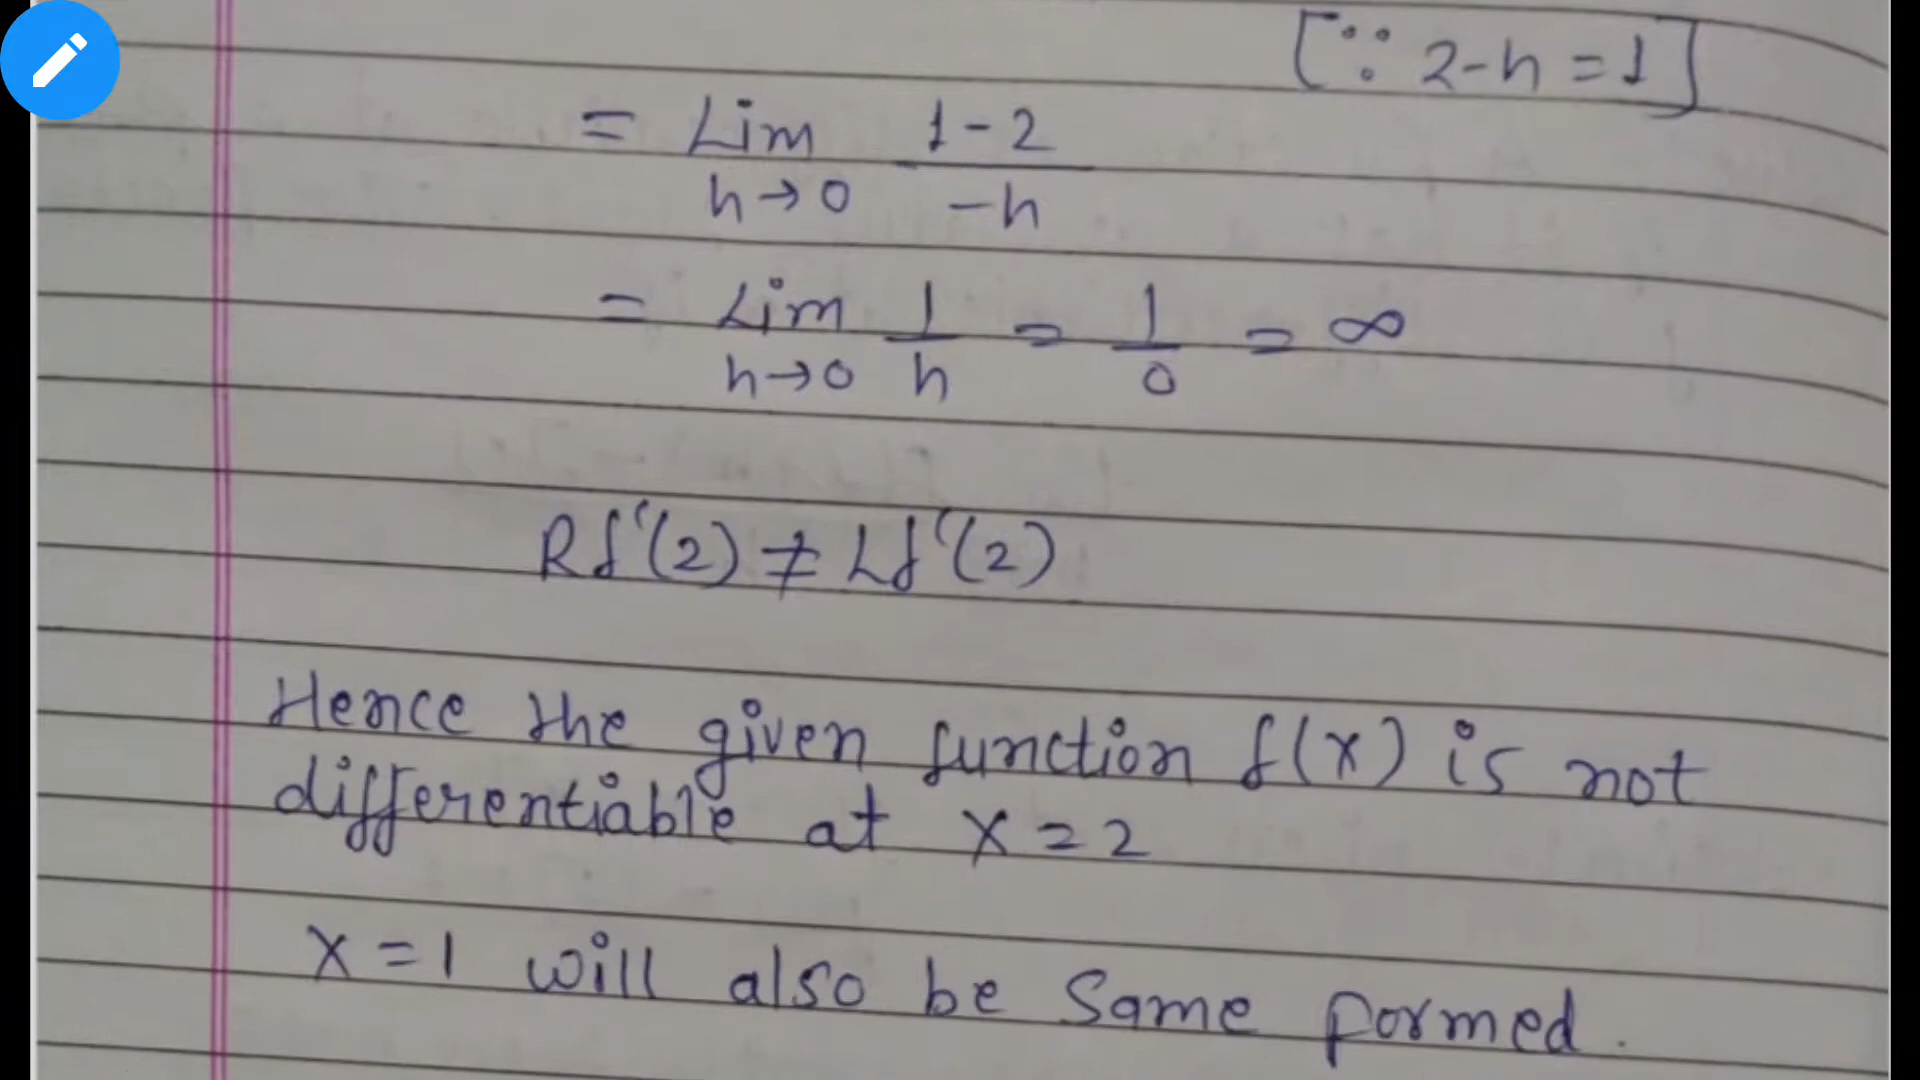 [∵ 2-h = 1]
= Lim 1-2
h→0 -h
= Lim 1 = 1 = ∞
h→0 h 0
Rf'(2) ≠ Lf'(2)
Hence the given function f(x) is not
differentiable at x = 2
x = 1 will also be Same formed.